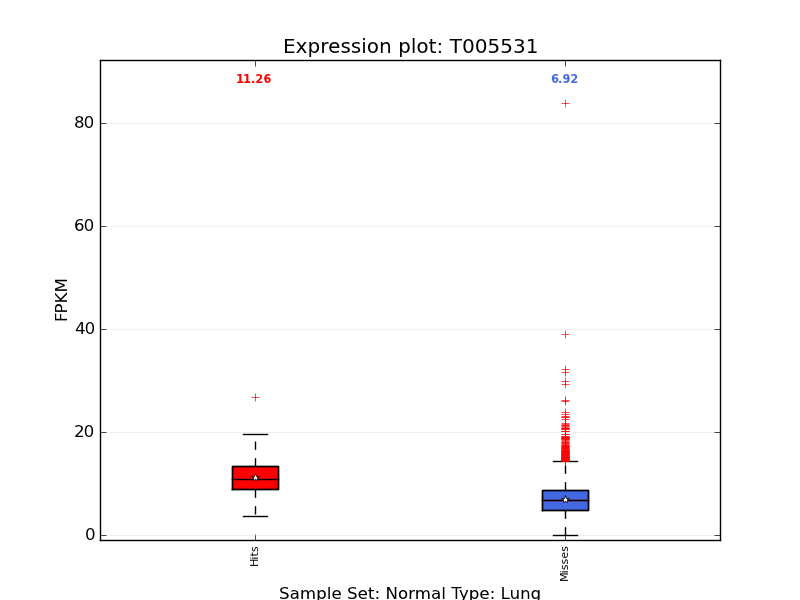 Expression plot: T005531
11.26
6.92
80
60
40
20
0
FPKM
Hits
Misses
Sample Set: Normal Type: Lung